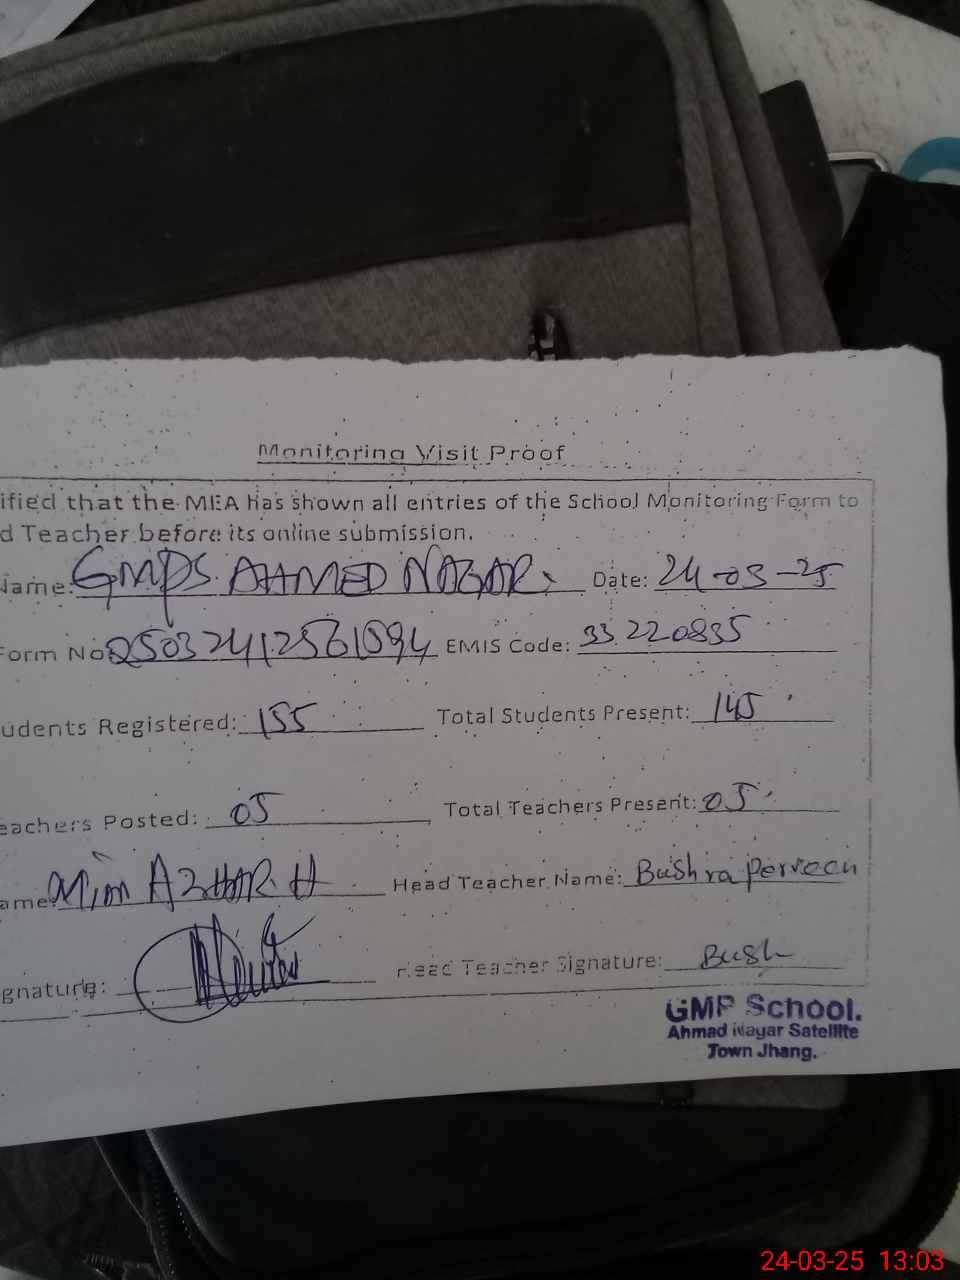 Monitoring Visit Proof
ified that the MEA has shown all entries of the School Monitoring Form to
d Teacher before its online submission.
Name: GMPS. AHMED NAGAR. Date: 24-03-25
Form No EMIS Code: 33220835
udents Registered: 155 Total Students Present: 145
eachers Posted: 05 Total Teachers Present: 05
ame: AZHAR H Head Teacher Name: Bushra Perveen
gnature: Head Teacher Signature: Bush
GMP School.
Ahmad Nagar Satellite
Town Jhang.
24-03-25 13:03